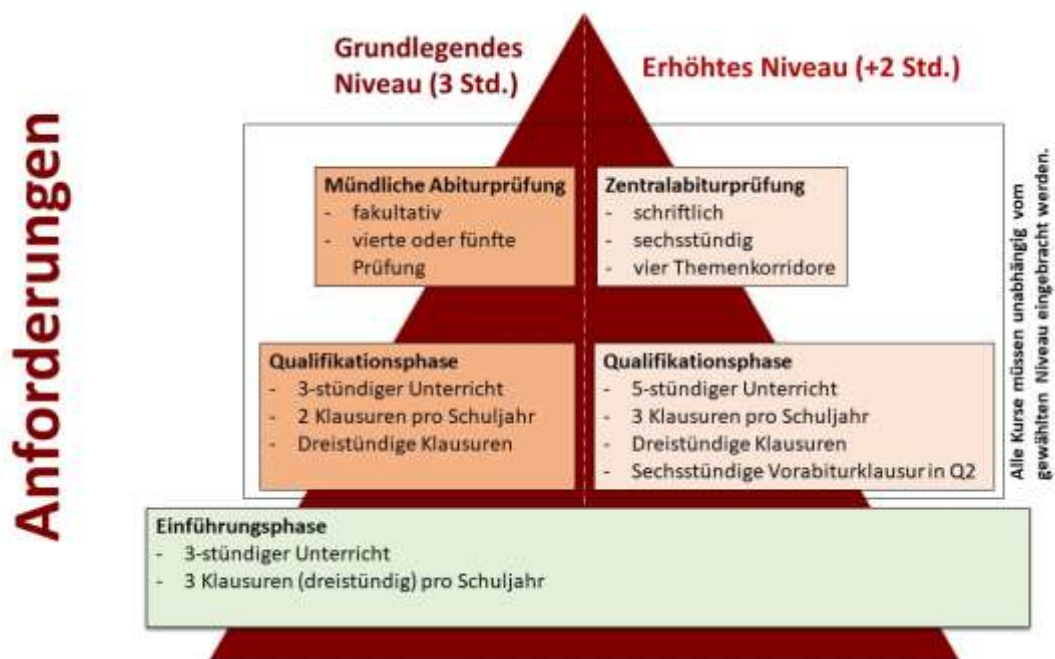 Anforderungen
Grundlegendes
Niveau (3 Std.)
Erhöhtes Niveau (+2 Std.)
Mündliche Abiturprüfung
- fakultativ
- vierte oder fünfte
Prüfung
Zentralabiturprüfung
- schriftlich
- sechsstündig
- vier Themenkorridore
Qualifikationsphase
- 3-stündiger Unterricht
- 2 Klausuren pro Schuljahr
- Dreistündige Klausuren
Qualifikationsphase
- 5-stündiger Unterricht
- 3 Klausuren pro Schuljahr
- Dreistündige Klausuren
- Sechsstündige Vorabiturklausur in Q2
Alle Kurse müssen unabhängig vom
gewählten Niveau eingebracht werden.
Einführungsphase
- 3-stündiger Unterricht
- 3 Klausuren (dreistündig) pro Schuljahr